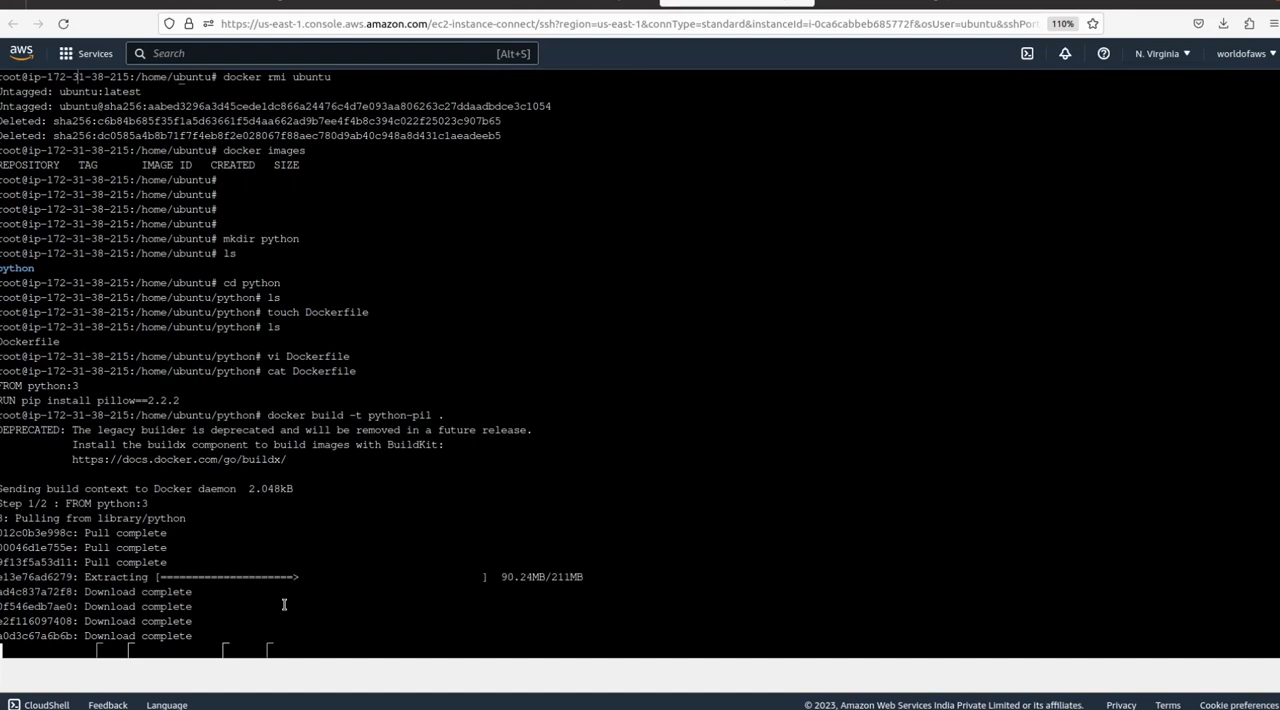 https://us-east-1.console.aws.amazon.com/ec2-instance-connect/ssh?region=us-east-1&connType=standard&instanceId=i-0ca6cabbeb685772f&osUser=ubuntu&sshPor
110%
aws Services Search [Alt+S] N. Virginia worldofaws
root@ip-172-31-38-215:/home/ubuntu# docker rmi ubuntu
Untagged: ubuntu:latest
Untagged: ubuntu@sha256:aabed3296a3d45cede1dc866a24476c4d7e093aa806263c27ddaadbdce3c1054
Deleted: sha256:c6b84b685f35f1a5d63661f5d4aa662ad9b7ee4f4b8c394c022f25023c907b65
Deleted: sha256:dc0585a4b8b71f7f4eb8f2e028067f88aec780d9ab40c948a8d431c1aeadeeb5
root@ip-172-31-38-215:/home/ubuntu# docker images
REPOSITORY TAG IMAGE ID CREATED SIZE
root@ip-172-31-38-215:/home/ubuntu#
root@ip-172-31-38-215:/home/ubuntu#
root@ip-172-31-38-215:/home/ubuntu#
root@ip-172-31-38-215:/home/ubuntu#
root@ip-172-31-38-215:/home/ubuntu# mkdir python
root@ip-172-31-38-215:/home/ubuntu# ls
python
root@ip-172-31-38-215:/home/ubuntu# cd python
root@ip-172-31-38-215:/home/ubuntu/python# ls
root@ip-172-31-38-215:/home/ubuntu/python# touch Dockerfile
root@ip-172-31-38-215:/home/ubuntu/python# ls
Dockerfile
root@ip-172-31-38-215:/home/ubuntu/python# vi Dockerfile
root@ip-172-31-38-215:/home/ubuntu/python# cat Dockerfile
FROM python:3
RUN pip install pillow==2.2.2
root@ip-172-31-38-215:/home/ubuntu/python# docker build -t python-pil .
DEPRECATED: The legacy builder is deprecated and will be removed in a future release.
Install the buildx component to build images with BuildKit:
https://docs.docker.com/go/buildx/
Sending build context to Docker daemon 2.048kB
Step 1/2 : FROM python:3
3: Pulling from library/python
012c0b3e998c: Pull complete
00046d1e755e: Pull complete
9f13f5a53d11: Pull complete
e13e76ad6279: Extracting [=====================> ] 90.24MB/211MB
ad4c837a72f8: Download complete
0f546edb7ae0: Download complete
e2f116097408: Download complete
a0d3c67a6b6b: Download complete
CloudShell Feedback Language © 2023, Amazon Web Services India Private Limited or its affiliates. Privacy Terms Cookie preferences